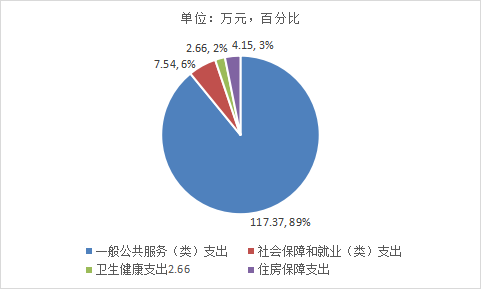 单位：万元，百分比
2.66, 2%
4.15, 3%
7.54, 6%
117.37, 89%
一般公共服务（类）支出
社会保障和就业（类）支出
卫生健康支出2.66
住房保障支出